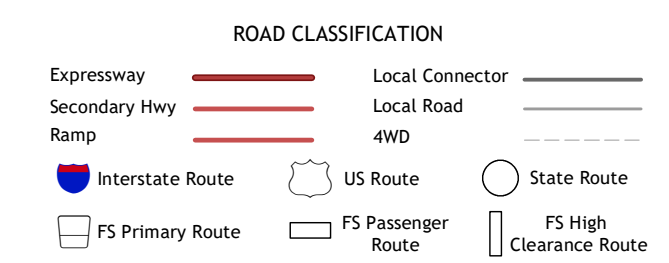 ROAD CLASSIFICATION
Expressway
Local Connector
Secondary Hwy
Local Road
Ramp
4WD
Interstate Route
US Route
State Route
FS Primary Route
FS Passenger
Route
FS High
Clearance Route